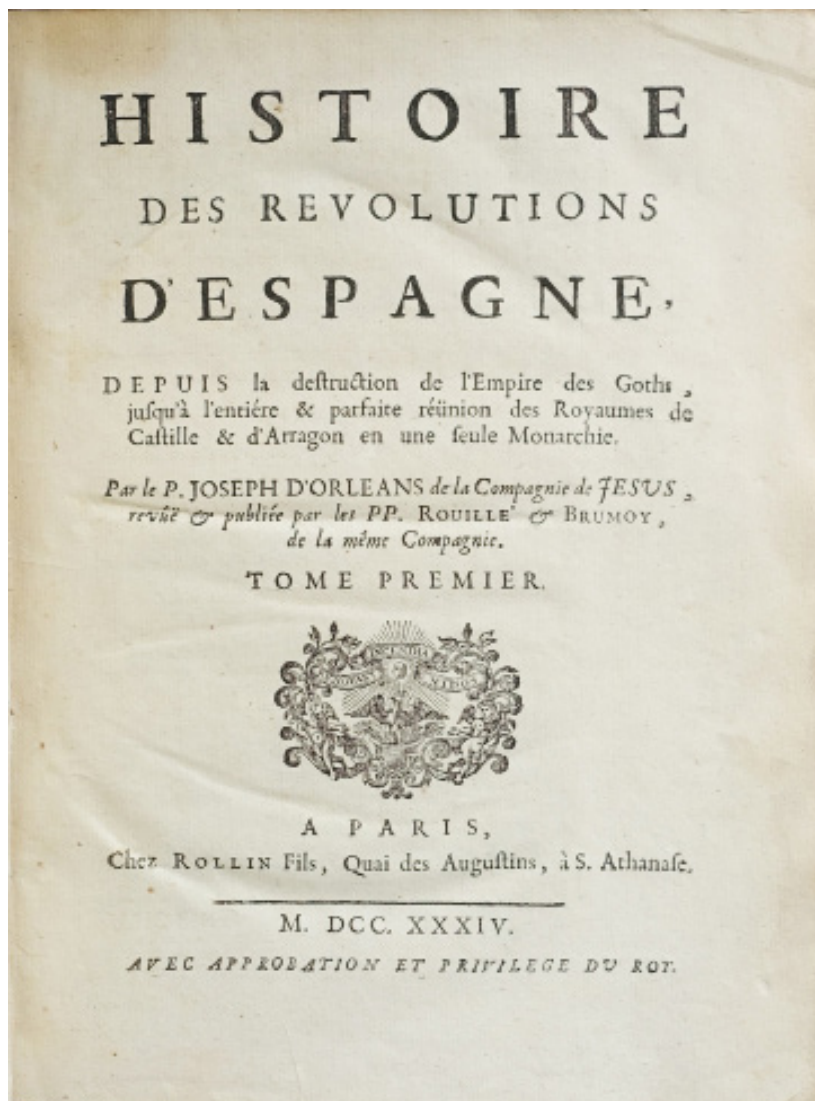 HISTOIRE
DES REVOLUTIONS
D'ESPAGNE,
DEPUIS la deſtruction de l'Empire des Goths,
juſqu'à l'entiére & parfaite réünion des Royaumes de
Caſtille & d'Arragon en une ſeule Monarchie.
Par le P. JOSEPH D'ORLEANS de la Compagnie de JESUS,
revûë & publiée par les PP. ROUILLE' & BRUMOY,
de la même Compagnie.
TOME PREMIER.
A PARIS,
Chez ROLLIN Fils, Quai des Auguſtins, à S. Athanaſe.
M. DCC. XXXIV.
AVEC APPROBATION ET PRIVILEGE DU ROY.